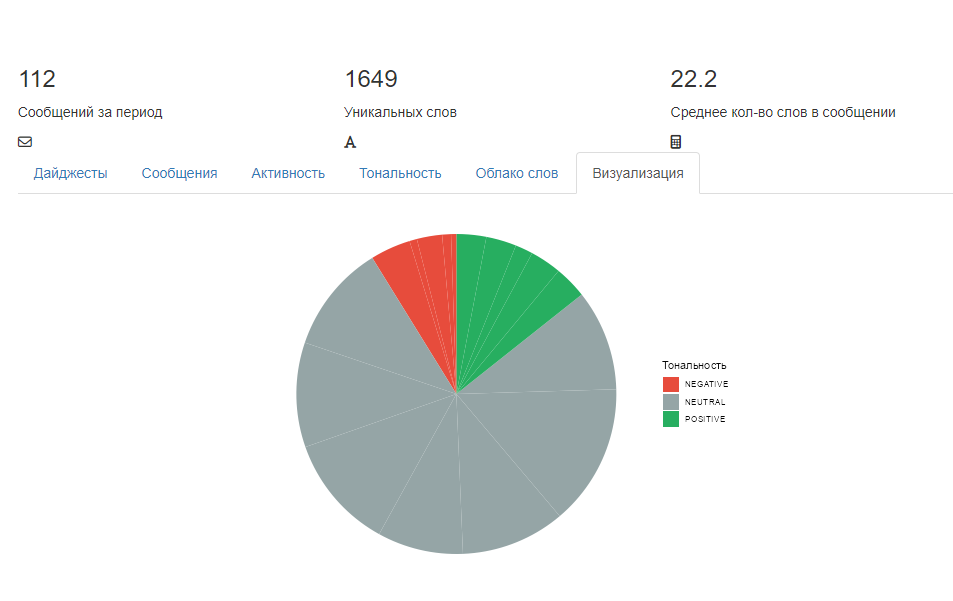 112
1649
22.2
Сообщений за период
Уникальных слов
Среднее кол-во слов в сообщении
Дайджесты
Сообщения
Активность
Тональность
Облако слов
Визуализация
Тональность
NEGATIVE
NEUTRAL
POSITIVE